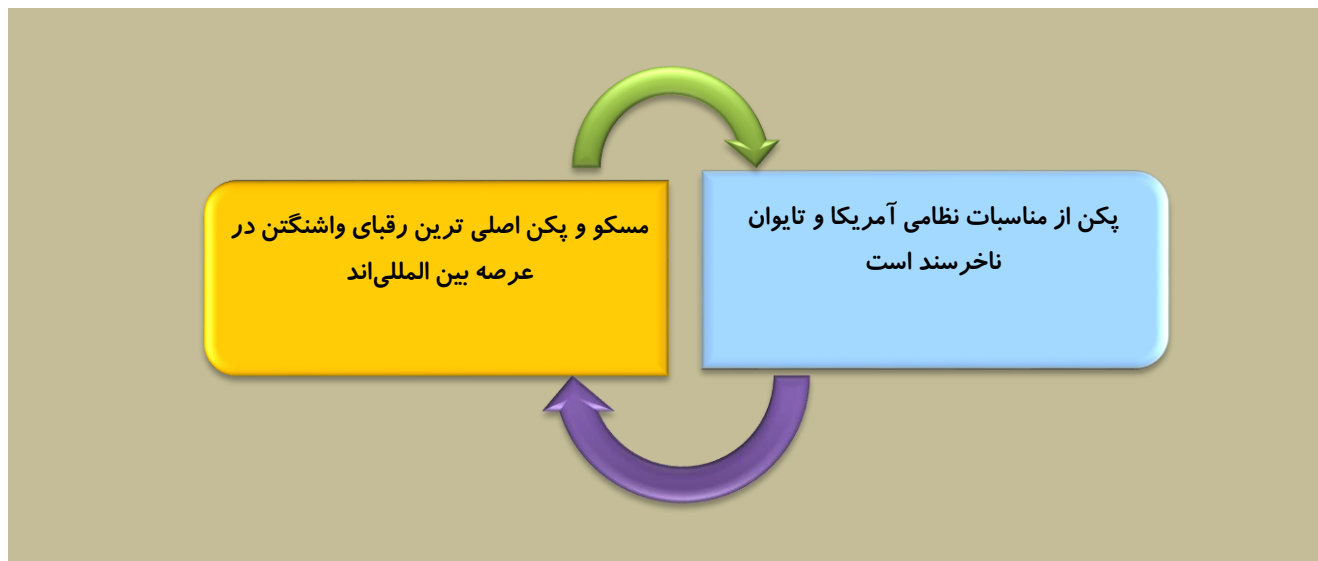 پکن از مناسبات نظامی آمریکا و تایوان
ناخرسند است
مسکو و پکن اصلی ترین رقبای واشنگتن در
عرصه بین المللی‌اند